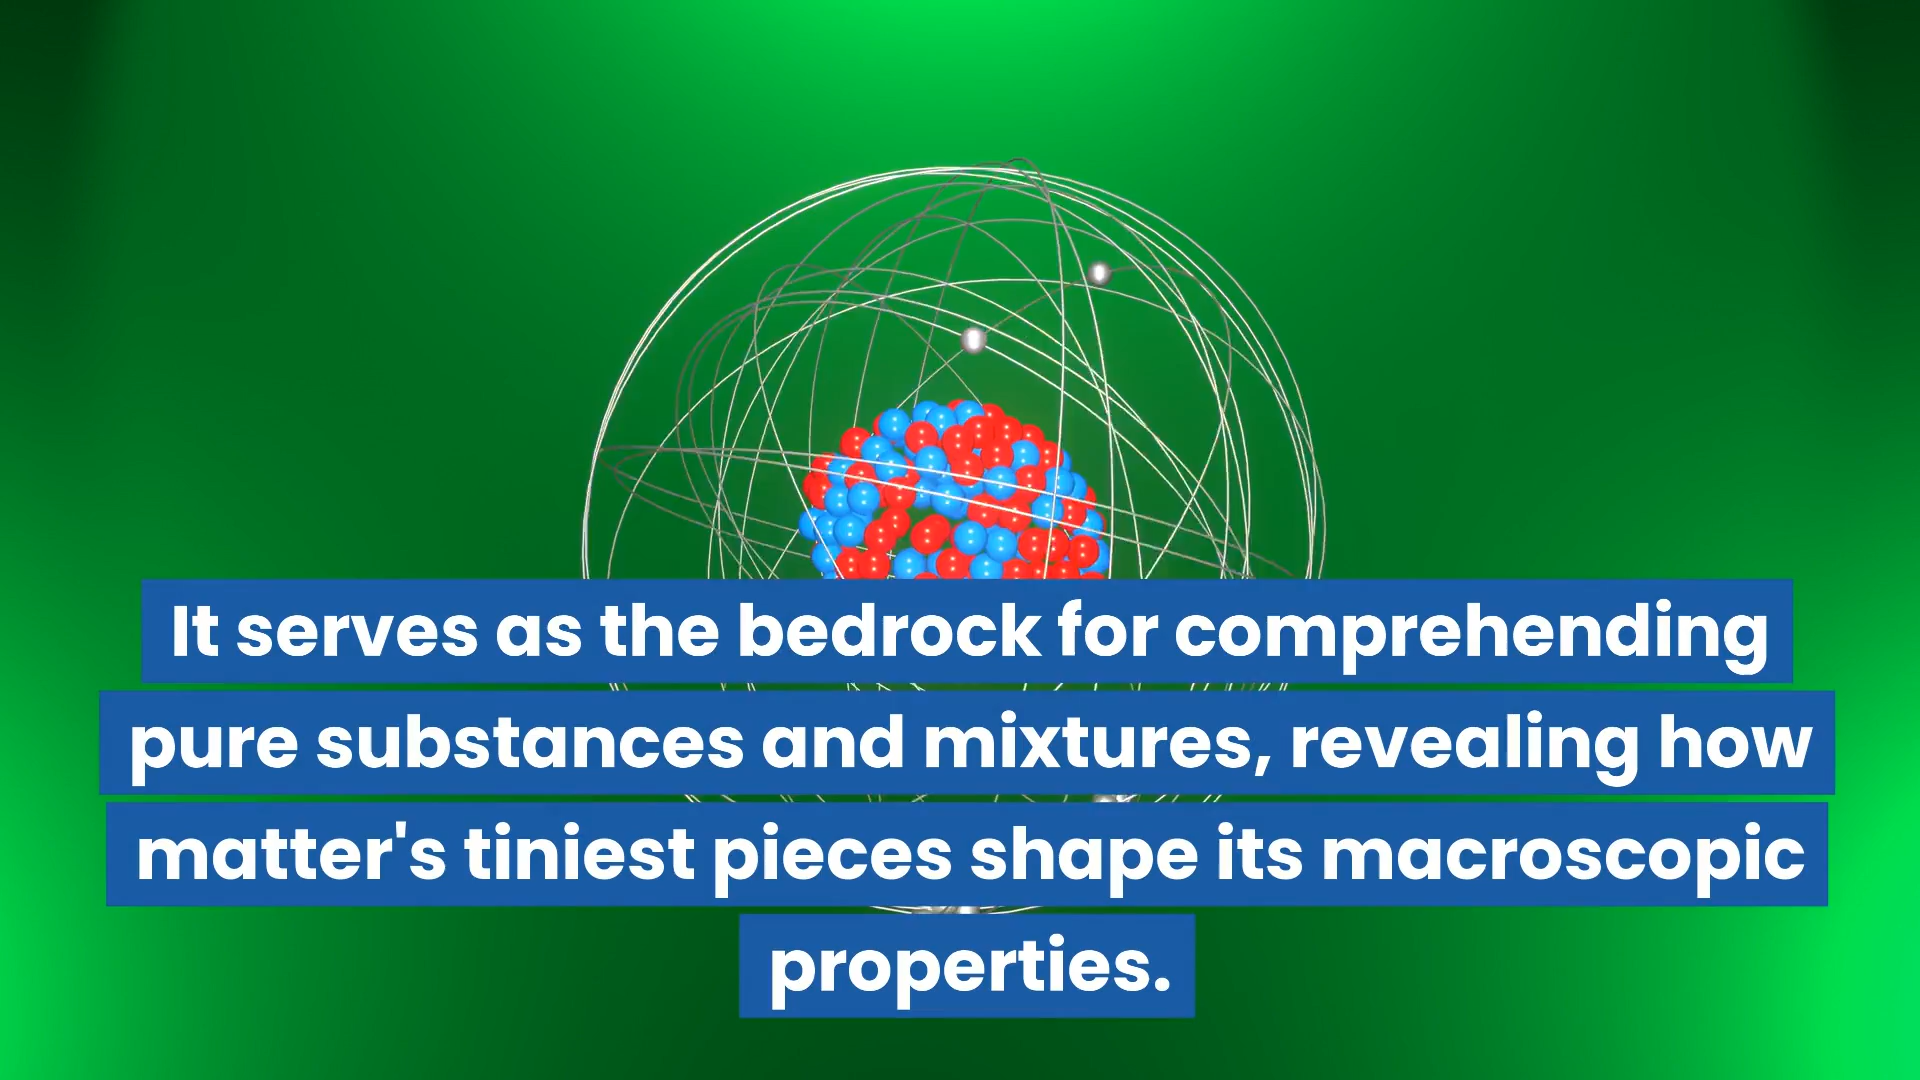 It serves as the bedrock for comprehending
pure substances and mixtures, revealing how
matter's tiniest pieces shape its macroscopic
properties.